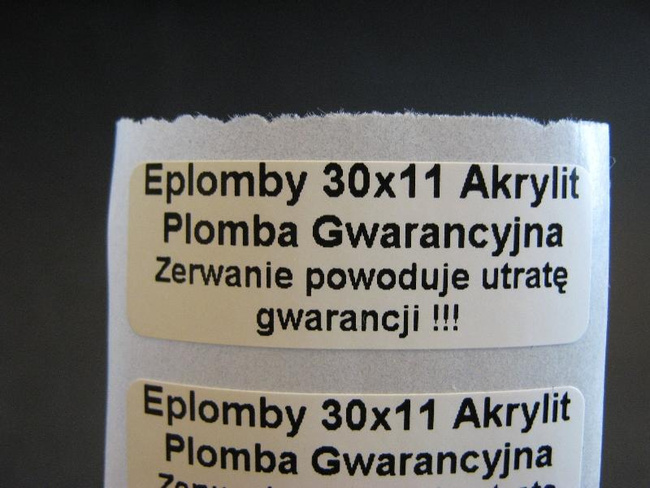 Eplomby 30x11 Akrylit
Plomba Gwarancyjna
Zerwanie powoduje utratę
gwarancji !!!
Eplomby 30x11 Akrylit
Plomba Gwarancyjna